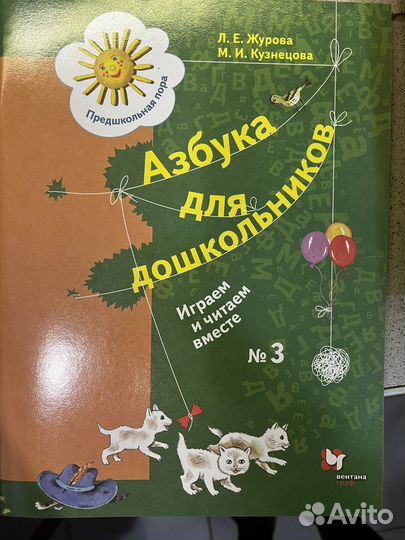 Л. Е. Журова
М. И. Кузнецова
Предшкольная пора
Азбука
для
дошкольников
Играем
и читаем
вместе
№ 3
вентана
граф
Avito